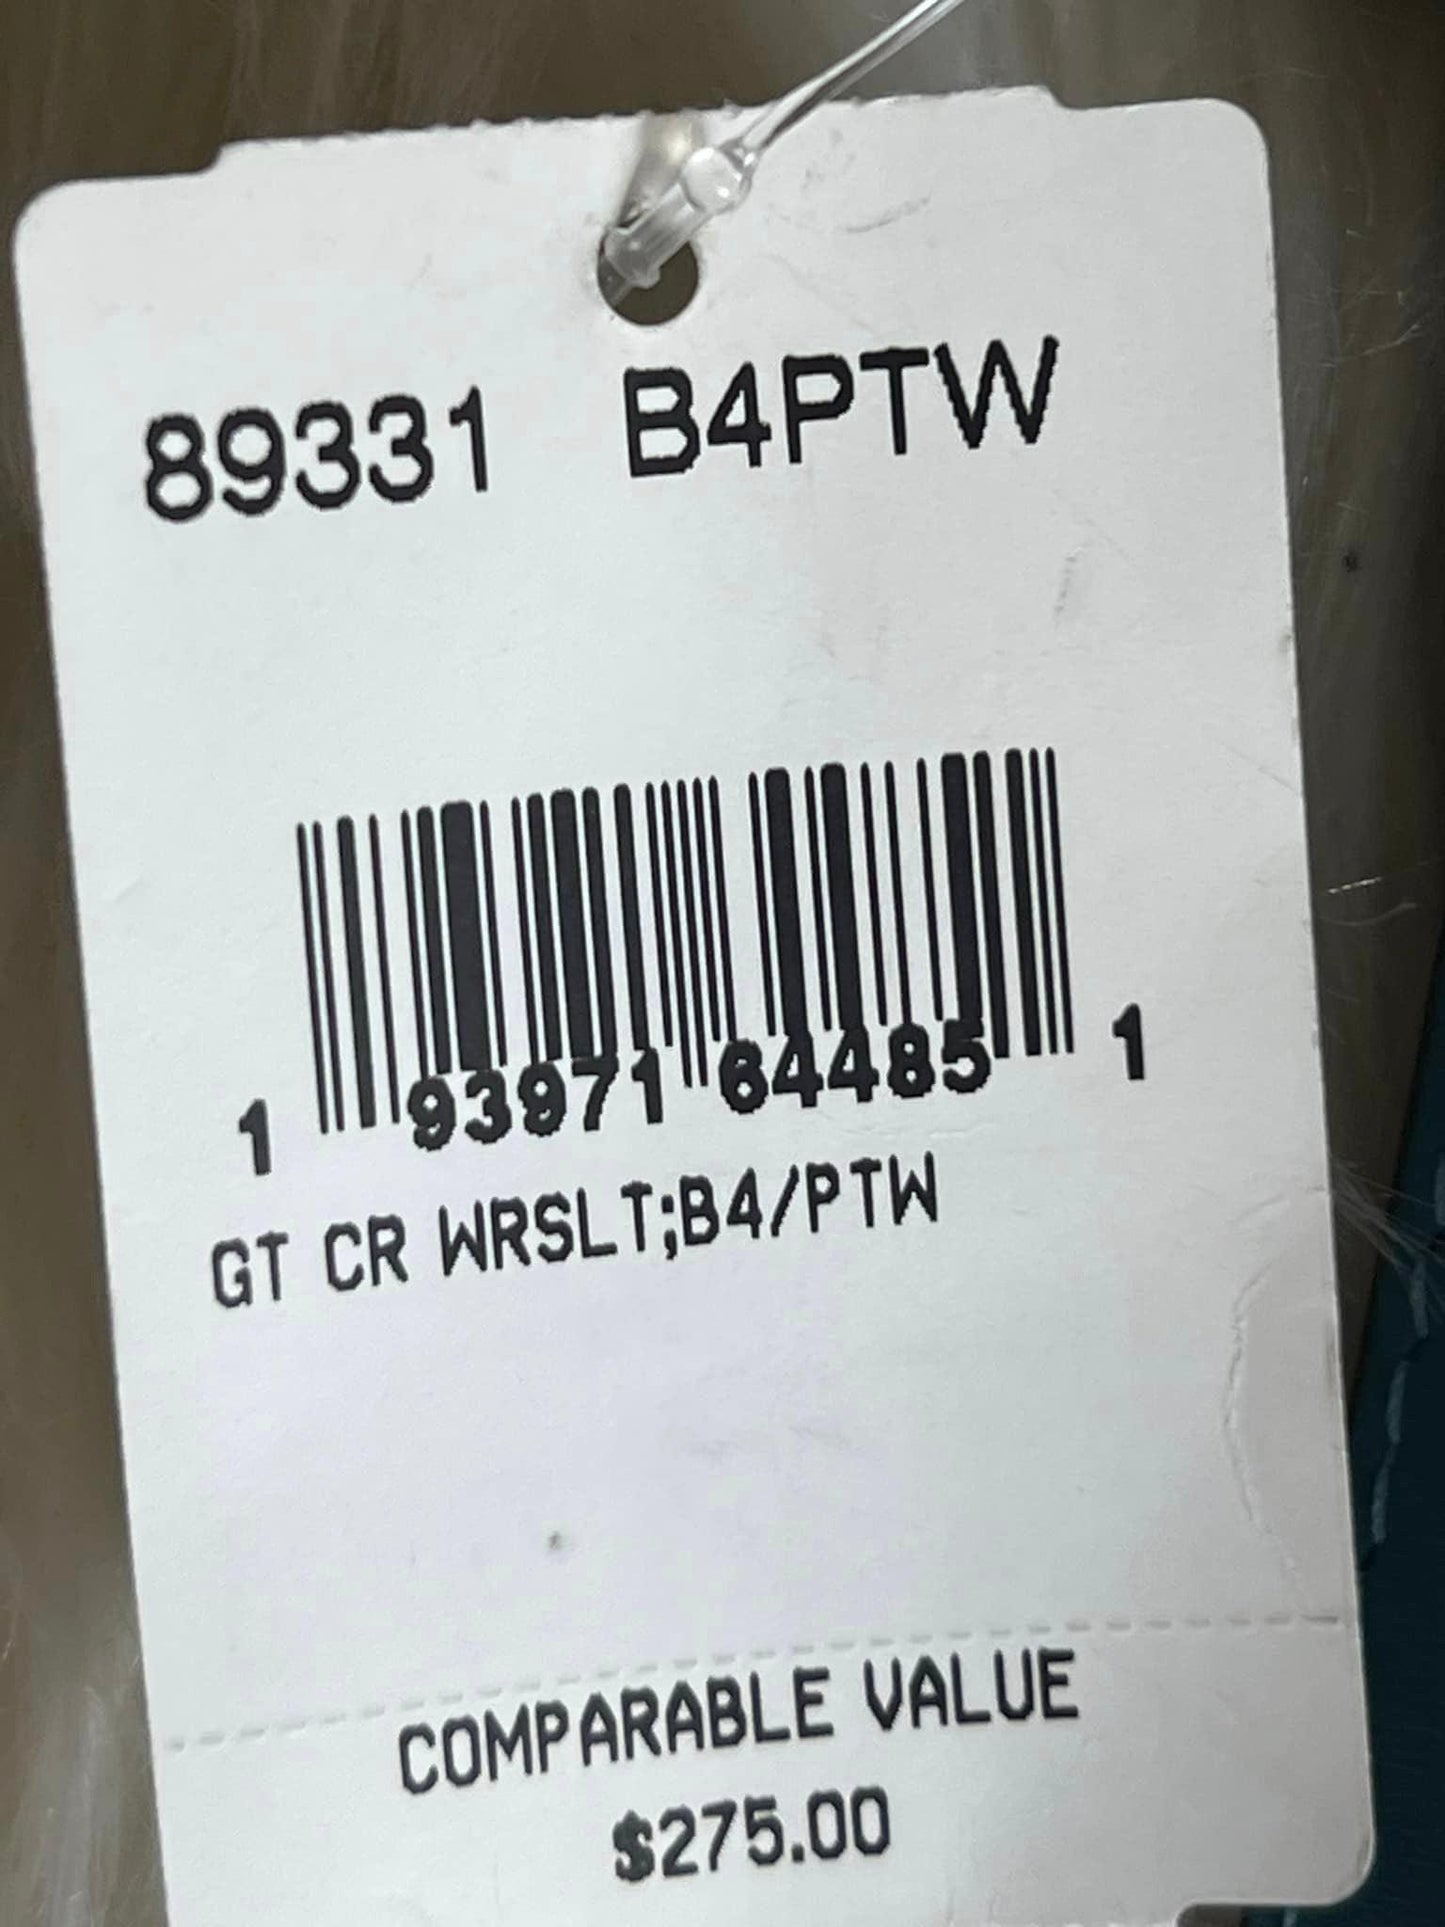 89331 B4PTW
1 93971 64485 1
GT CR WRSLT;B4/PTW
COMPARABLE VALUE
$275.00